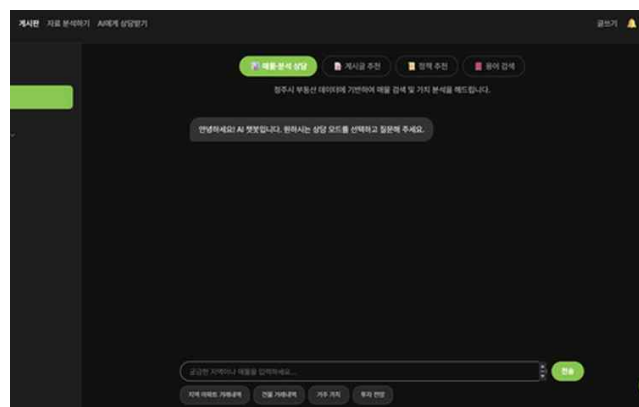 게시판 자료 분석하기 AI에게 상담받기 글쓰기
매물·분석 상담 게시글 추천 정책 추천 용어 검색
청주시 부동산 데이터에 기반하여 매물 검색 및 가치 분석을 해드립니다.
안녕하세요! AI 챗봇입니다. 원하시는 상담 모드를 선택하고 질문해 주세요.
궁금한 지역이나 매물을 입력하세요...
전송
지역 아파트 거래내역 건물 거래내역 거주 가치 투자 전망